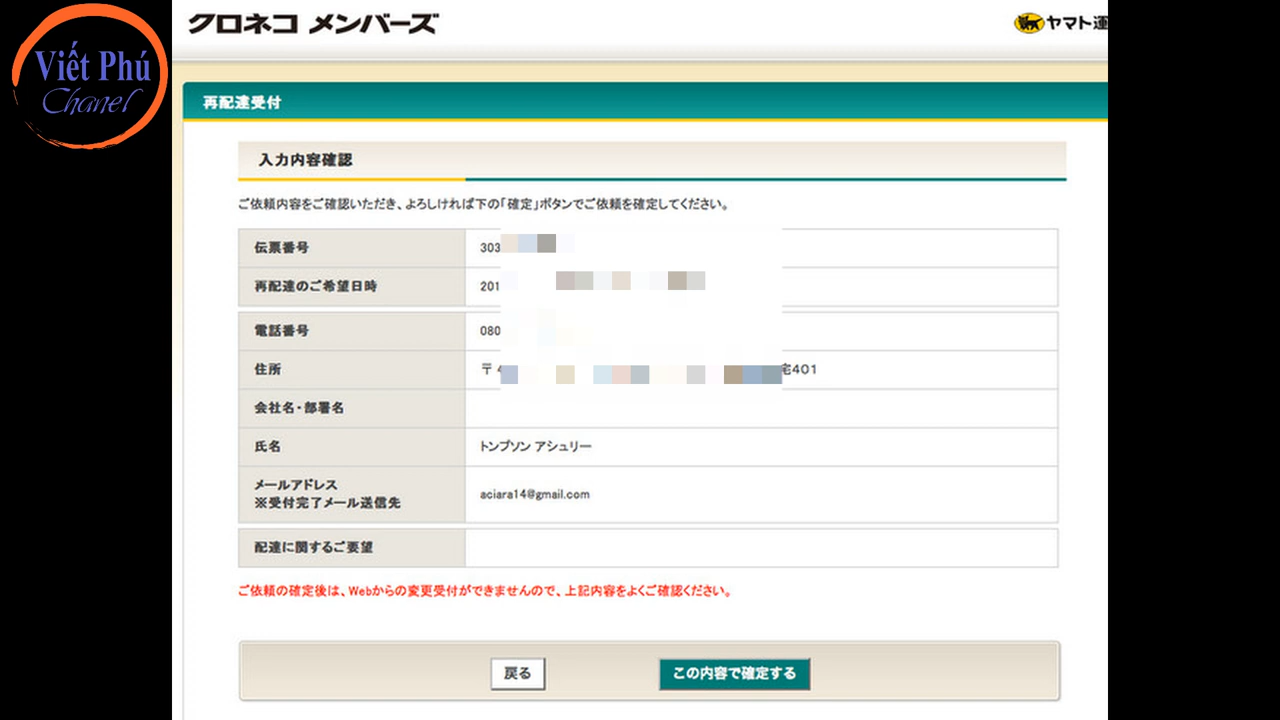 Viết Phú
Chanel
クロネコ メンバーズ
ヤマト運
再配達受付
入力内容確認
ご依頼内容をご確認いただき、よろしければ下の「確定」ボタンでご依頼を確定してください。
伝票番号 303
再配達のご希望日時 201
電話番号 080
住所 〒 宅401
会社名・部署名
氏名 トンプソン アシュリー
メールアドレス
※受付完了メール送信先 aciara14@gmail.com
配達に関するご要望
ご依頼の確定後は、Webからの変更受付ができませんので、上記内容をよくご確認ください。
戻る この内容で確定する